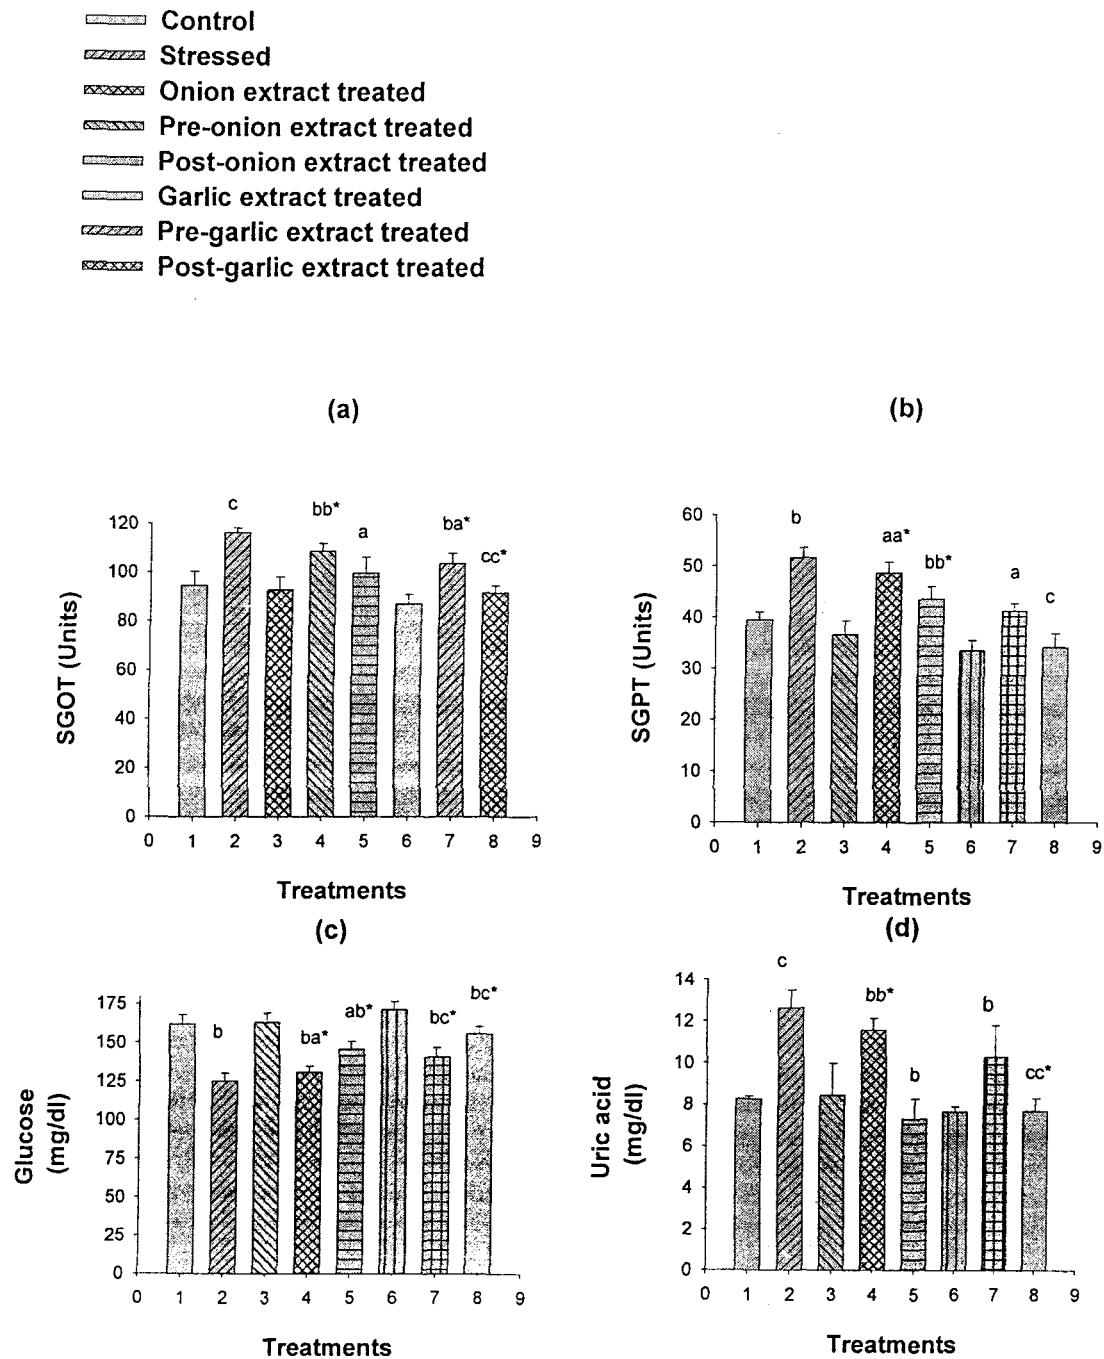 Control
Stressed
Onion extract treated
Pre-onion extract treated
Post-onion extract treated
Garlic extract treated
Pre-garlic extract treated
Post-garlic extract treated
(a)
SGOT (Units)
120
100
80
60
40
20
0
c
bb*
a
ba*
cc*
0 1 2 3 4 5 6 7 8 9
Treatments
(b)
SGPT (Units)
60
50
40
30
20
10
0
b
aa*
bb*
a
c
0 1 2 3 4 5 6 7 8 9
Treatments
(c)
Glucose
(mg/dl)
175
150
125
100
75
50
25
0
b
ba*
ab*
bc*
bc*
0 1 2 3 4 5 6 7 8 9
Treatments
(d)
Uric acid
(mg/dl)
14
12
10
8
6
4
2
0
c
bb*
b
b
cc*
0 1 2 3 4 5 6 7 8 9
Treatments